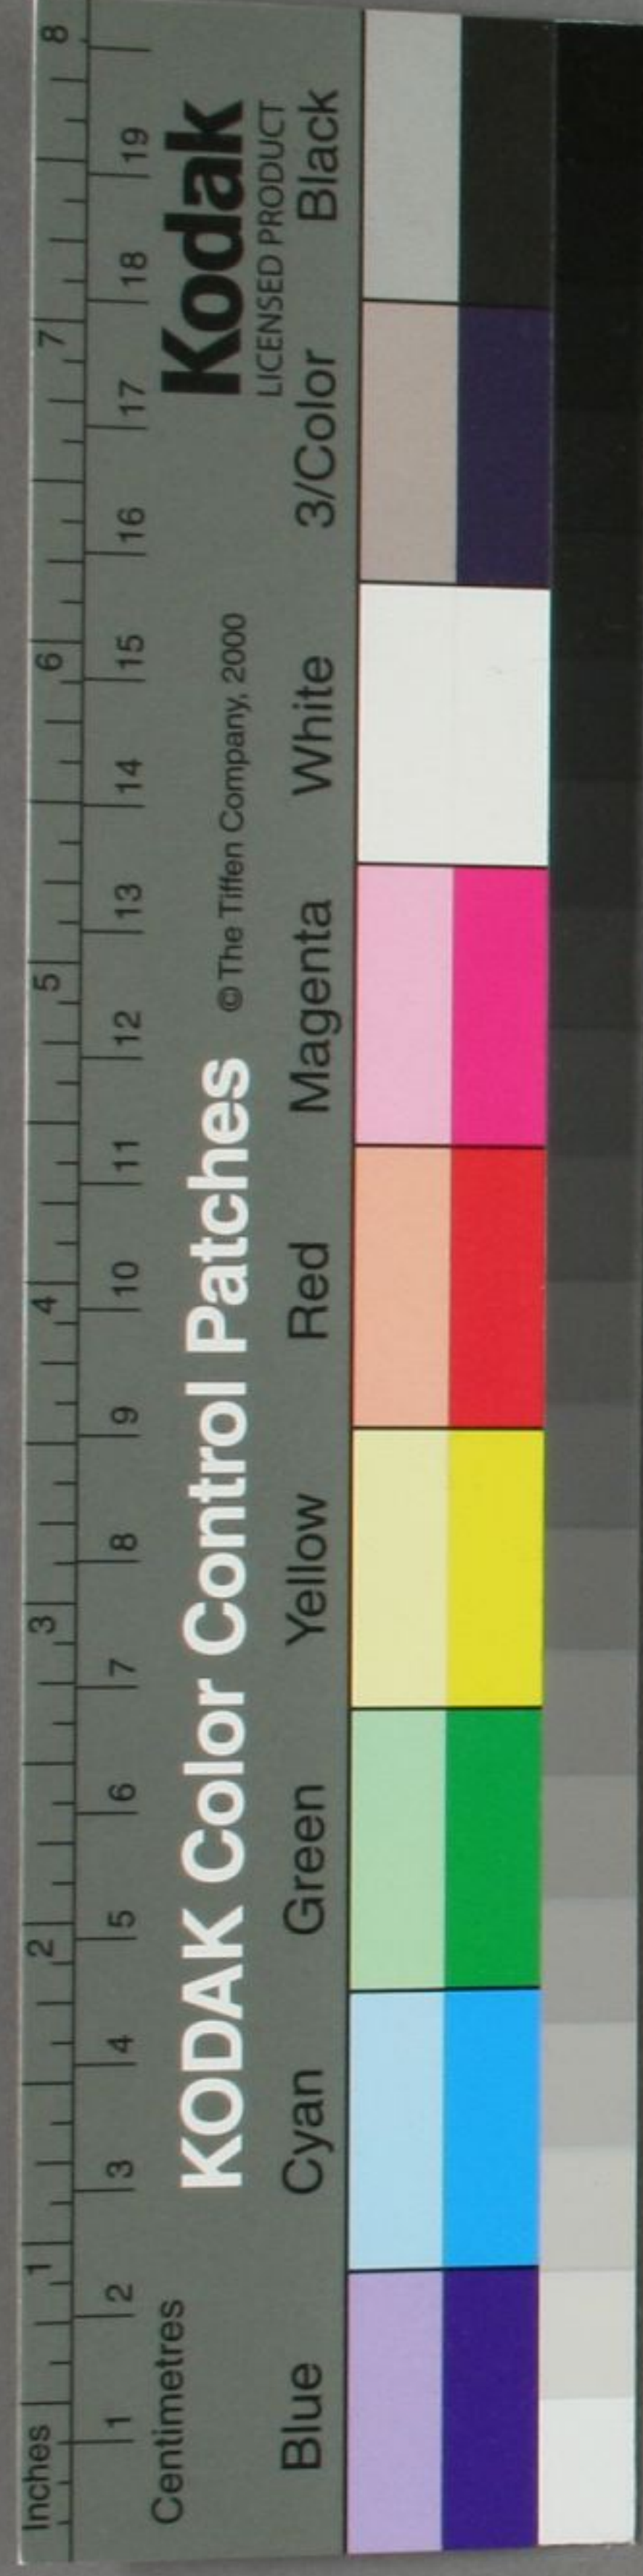 Inches 1 2 3 4 5 6 7 8
1 2 3 4 5 6 7 8 9 10 11 12 13 14 15 16 17 18 19
Centimetres
KODAK Color Control Patches © The Tiffen Company, 2000 Kodak
LICENSED PRODUCT
Blue Cyan Green Yellow Red Magenta White 3/Color Black